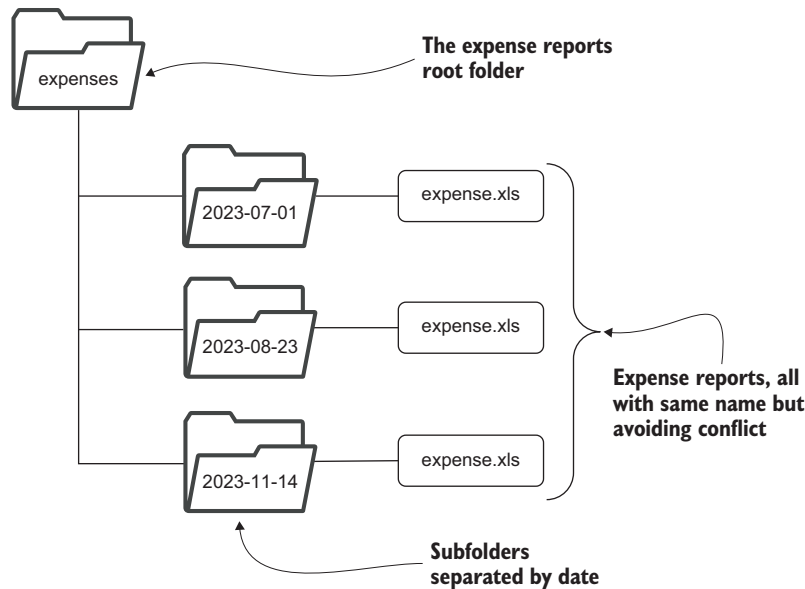 The expense reports
root folder
expenses
2023-07-01
expense.xls
2023-08-23
expense.xls
Expense reports, all
with same name but
avoiding conflict
2023-11-14
expense.xls
Subfolders
separated by date